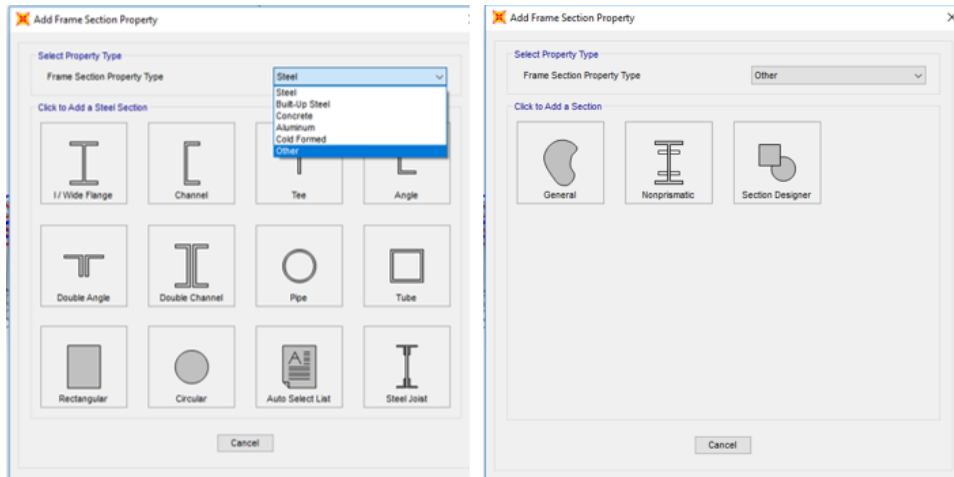 Add Frame Section Property
Select Property Type
Frame Section Property Type
Steel
Steel
Built-Up Steel
Concrete
Aluminum
Cold Formed
Other
Click to Add a Steel Section
I / Wide Flange
Channel
Tee
Angle
Double Angle
Double Channel
Pipe
Tube
Rectangular
Circular
Auto Select List
Steel Joist
Cancel
Add Frame Section Property
Select Property Type
Frame Section Property Type
Other
Click to Add a Section
General
Nonprismatic
Section Designer
Cancel